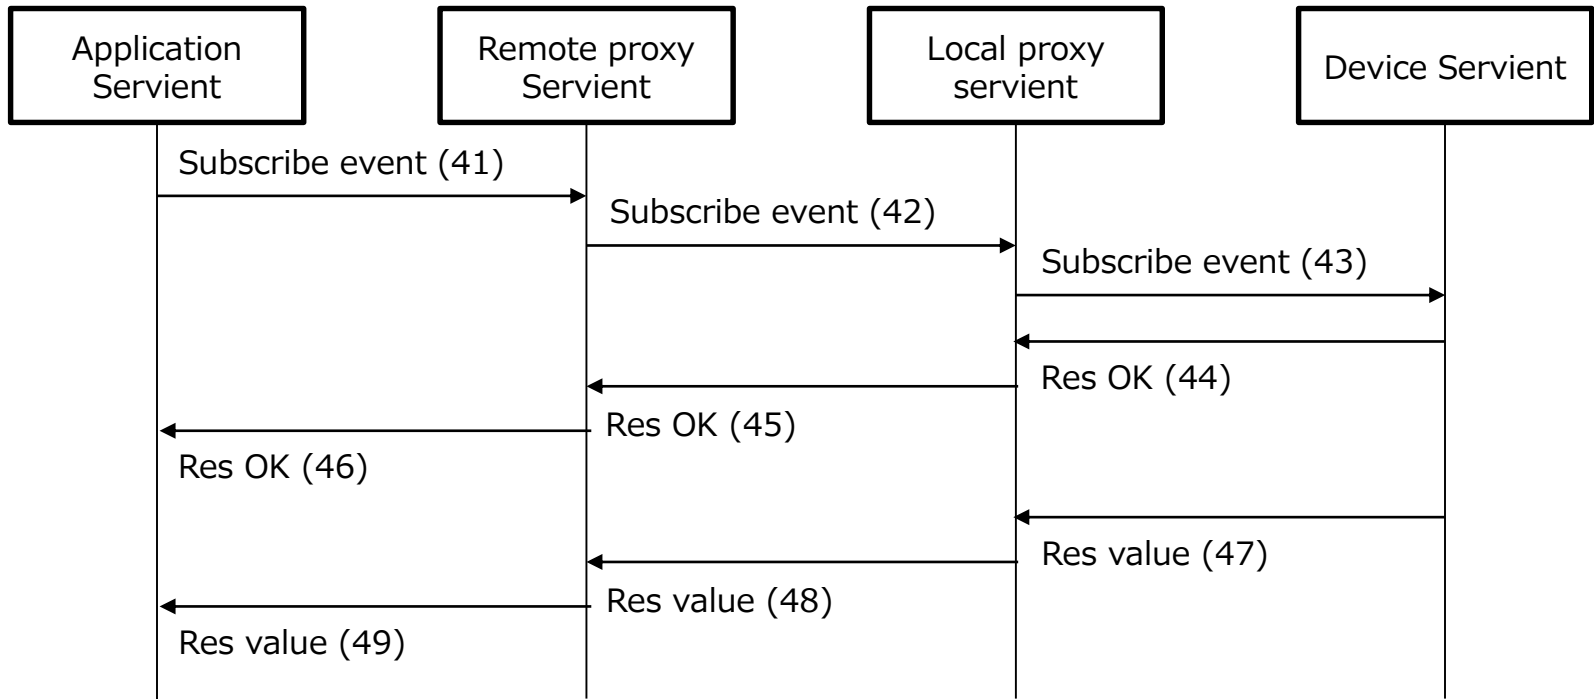 Application
Servient
Remote proxy
Servient
Local proxy
servient
Device Servient
Subscribe event (41)
Subscribe event (42)
Subscribe event (43)
Res OK (44)
Res OK (45)
Res OK (46)
Res value (47)
Res value (48)
Res value (49)